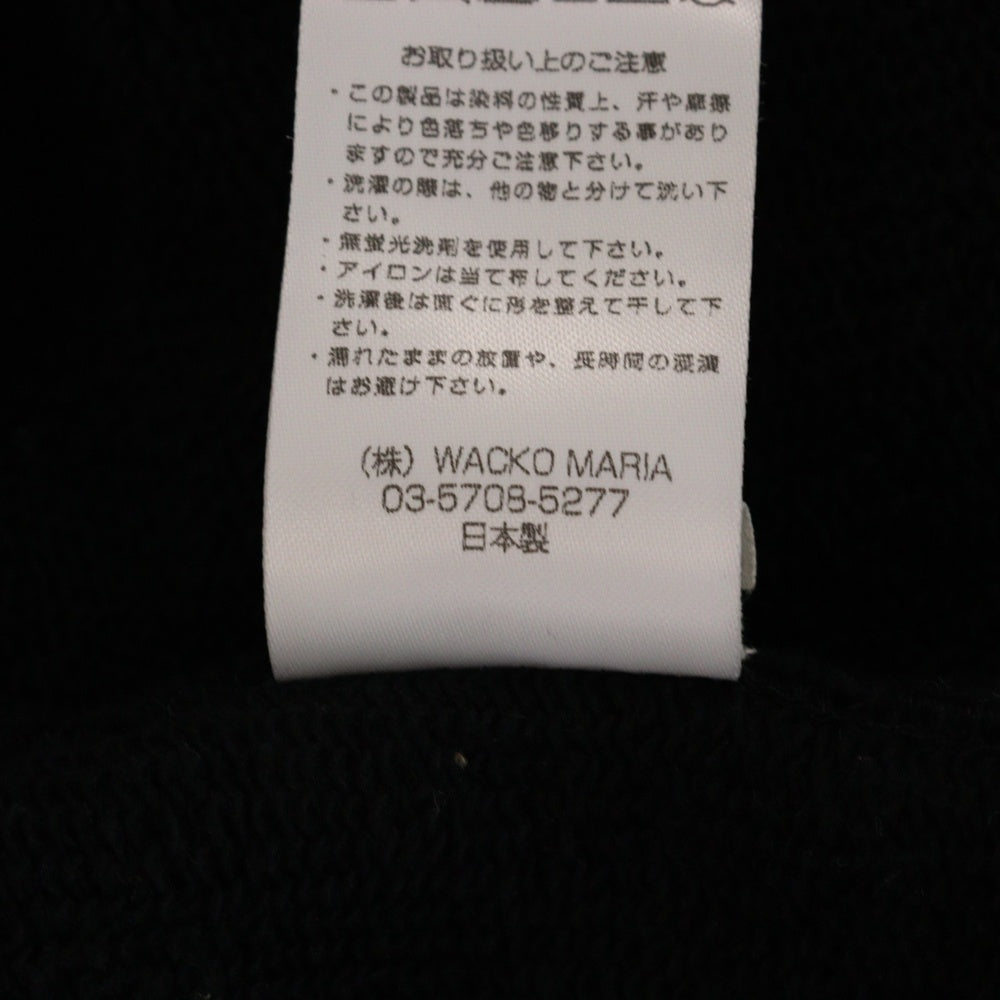 お取り扱い上のご注意
・この製品は染料の性質上、汗や摩擦
により色落ちや色移りする事があり
ますので充分ご注意下さい。
・洗濯の際は、他の物と分けて洗い下
さい。
・無蛍光洗剤を使用して下さい。
・アイロンは当て布してください。
・洗濯後は直ぐに形を整えて干して下
さい。
・濡れたままの放置や、長時間の浸漬
はお避け下さい。
(株) WACKO MARIA
03-5708-5277
日本製